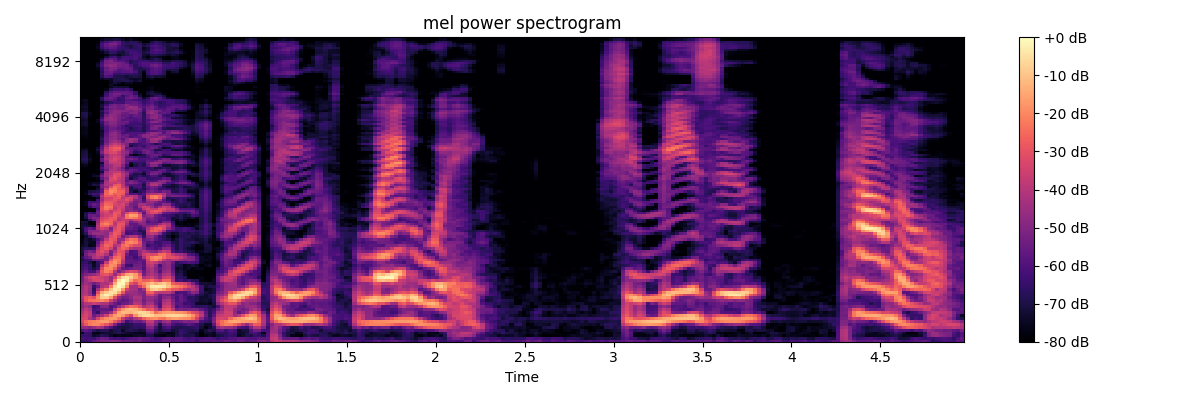 mel power spectrogram
8192
4096
2048
1024
512
0
Hz
0 0.5 1 1.5 2 2.5 3 3.5 4 4.5
Time
+0 dB
-10 dB
-20 dB
-30 dB
-40 dB
-50 dB
-60 dB
-70 dB
-80 dB